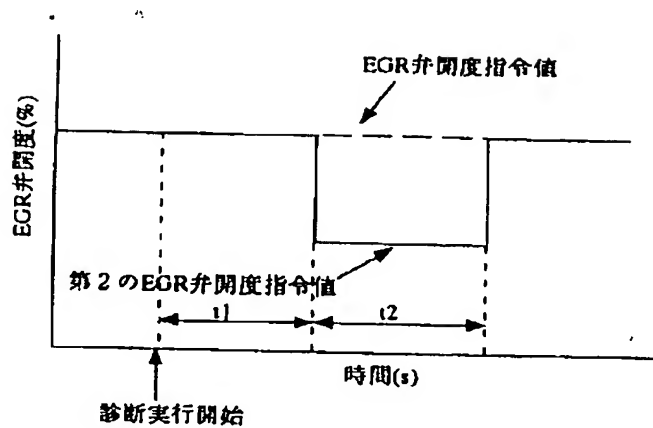 EGR弁開度指令値
EGR弁開度(%)
第2のEGR弁開度指令値
t1
t2
時間(s)
診断実行開始